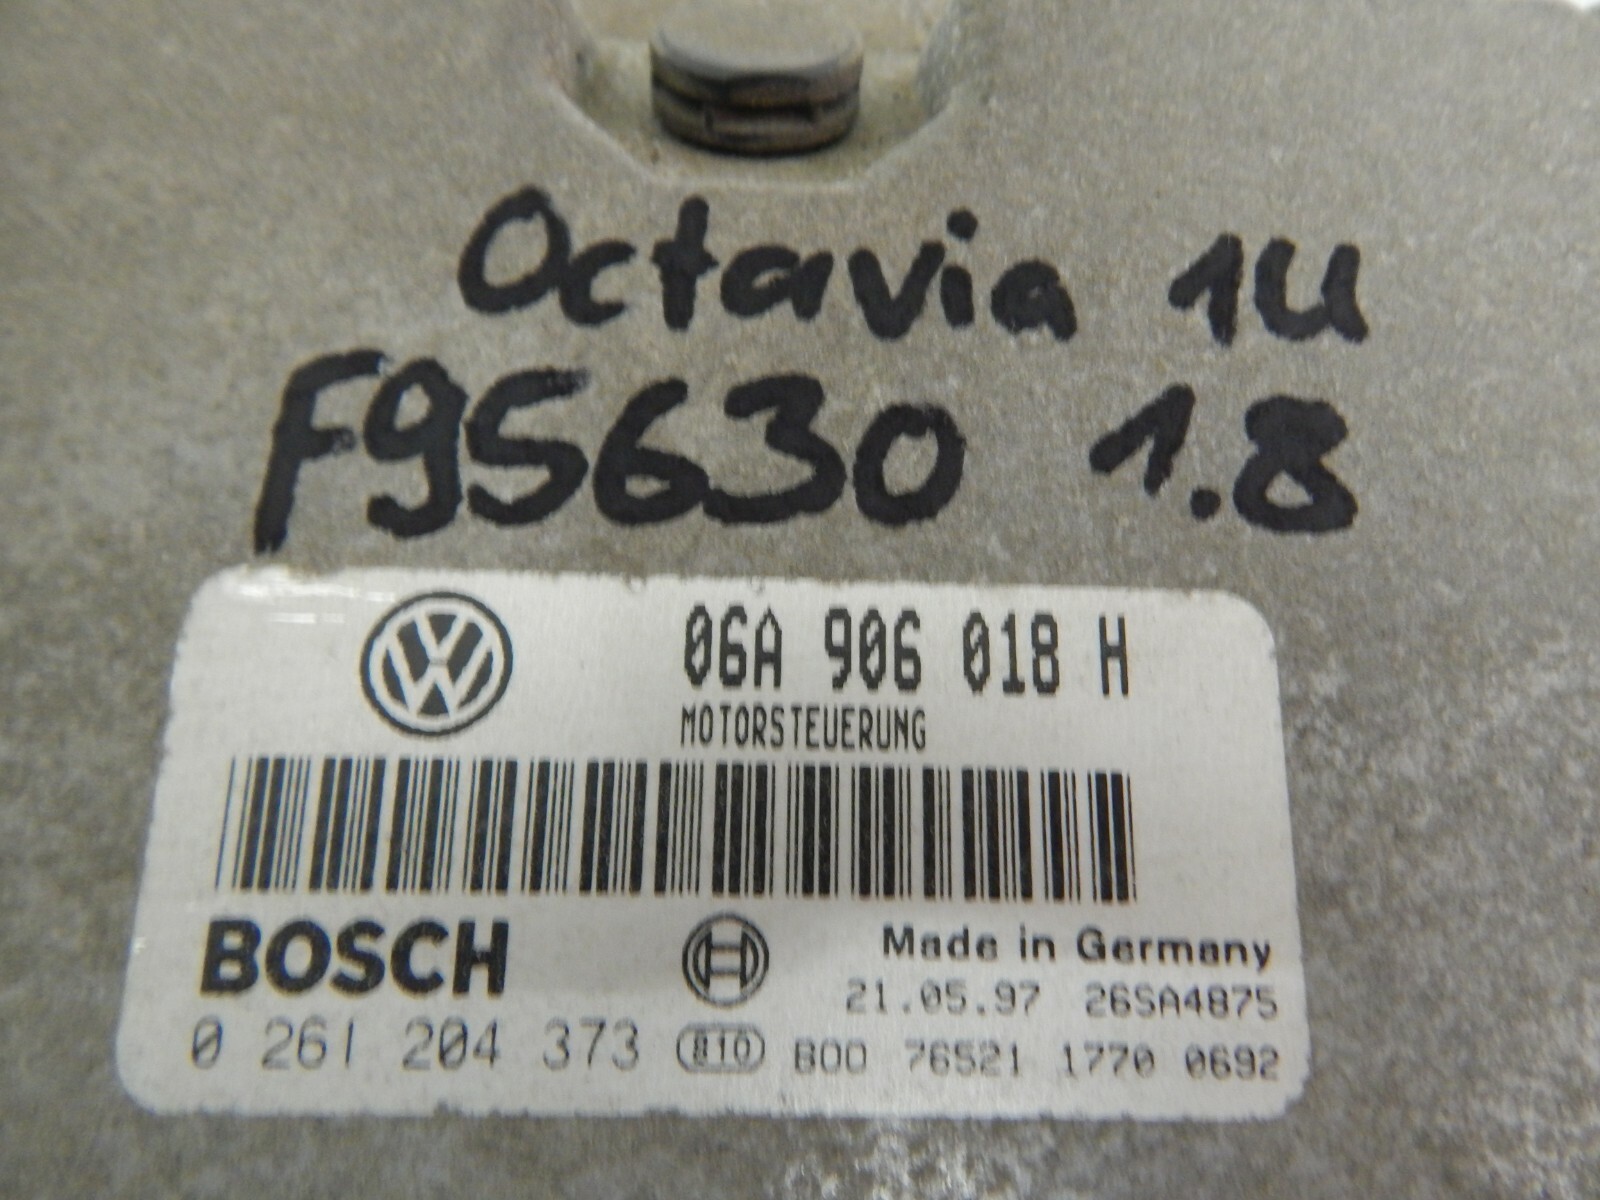 Octavia 1U
F95630 1.8
06A 906 018 H
MOTORSTEUERUNG
BOSCH
Made in Germany
21.05.97 26SA4875
0 261 204 373 810 B00 76521 1770 0692